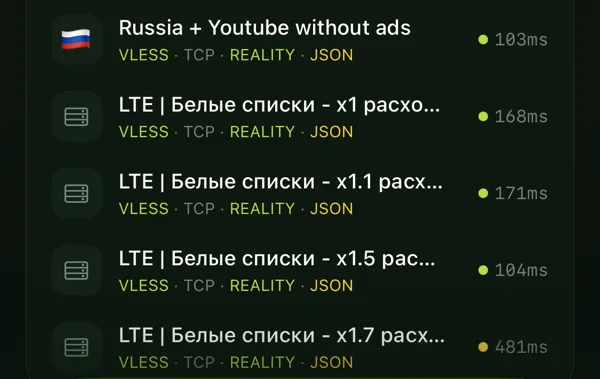 Russia + Youtube without ads
103ms
VLESS · TCP · REALITY · JSON
LTE | Белые списки - x1 расхо...
168ms
VLESS · TCP · REALITY · JSON
LTE | Белые списки - x1.1 расх...
171ms
VLESS · TCP · REALITY · JSON
LTE | Белые списки - x1.5 рас...
104ms
VLESS · TCP · REALITY · JSON
LTE | Белые списки - x1.7 расх...
481ms
VLESS · TCP · REALITY · JSON